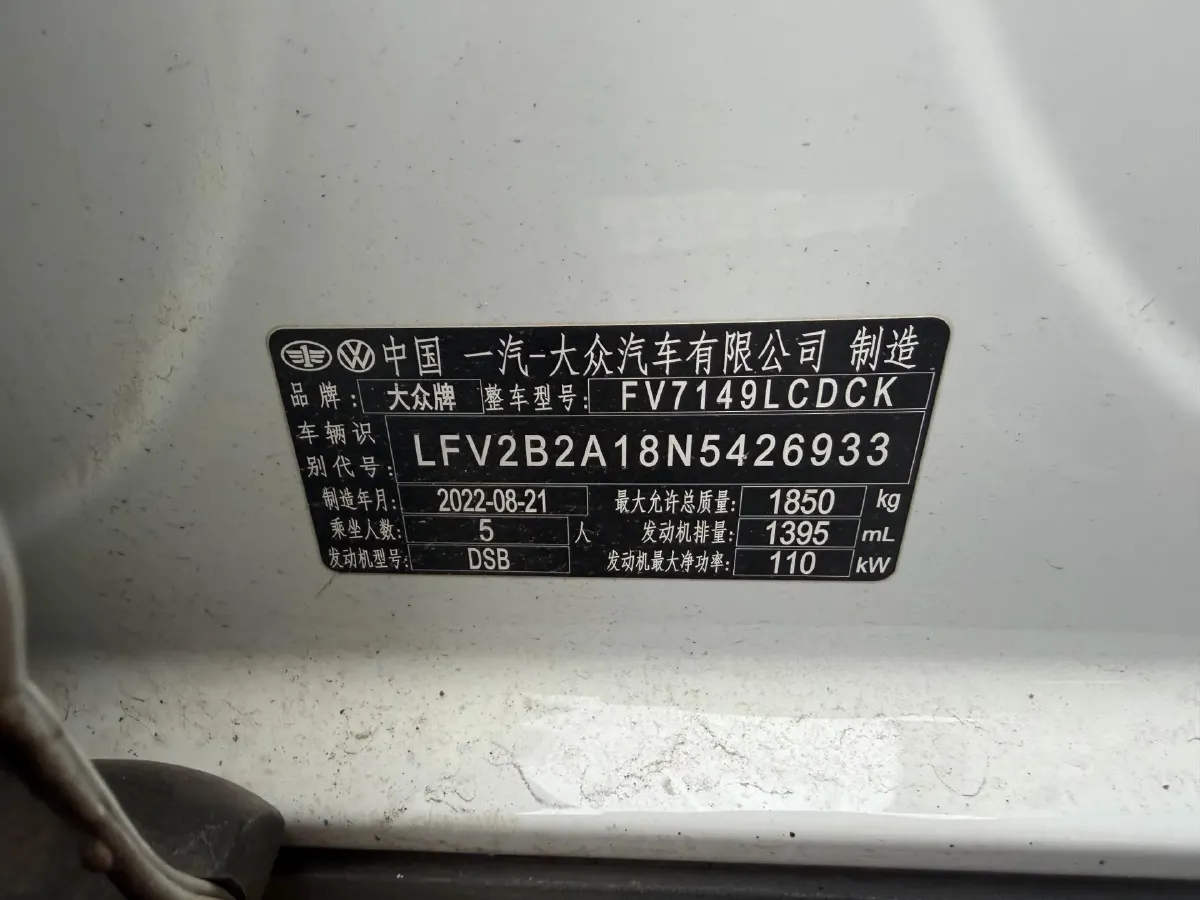 中国 一汽-大众汽车有限公司 制造
品牌: 大众牌 整车型号: FV7149LCDCK
车辆识
别代号: LFV2B2A18N5426933
制造年月: 2022-08-21 最大允许总质量: 1850 kg
乘坐人数: 5 人 发动机排量: 1395 mL
发动机型号: DSB 发动机最大净功率: 110 kW